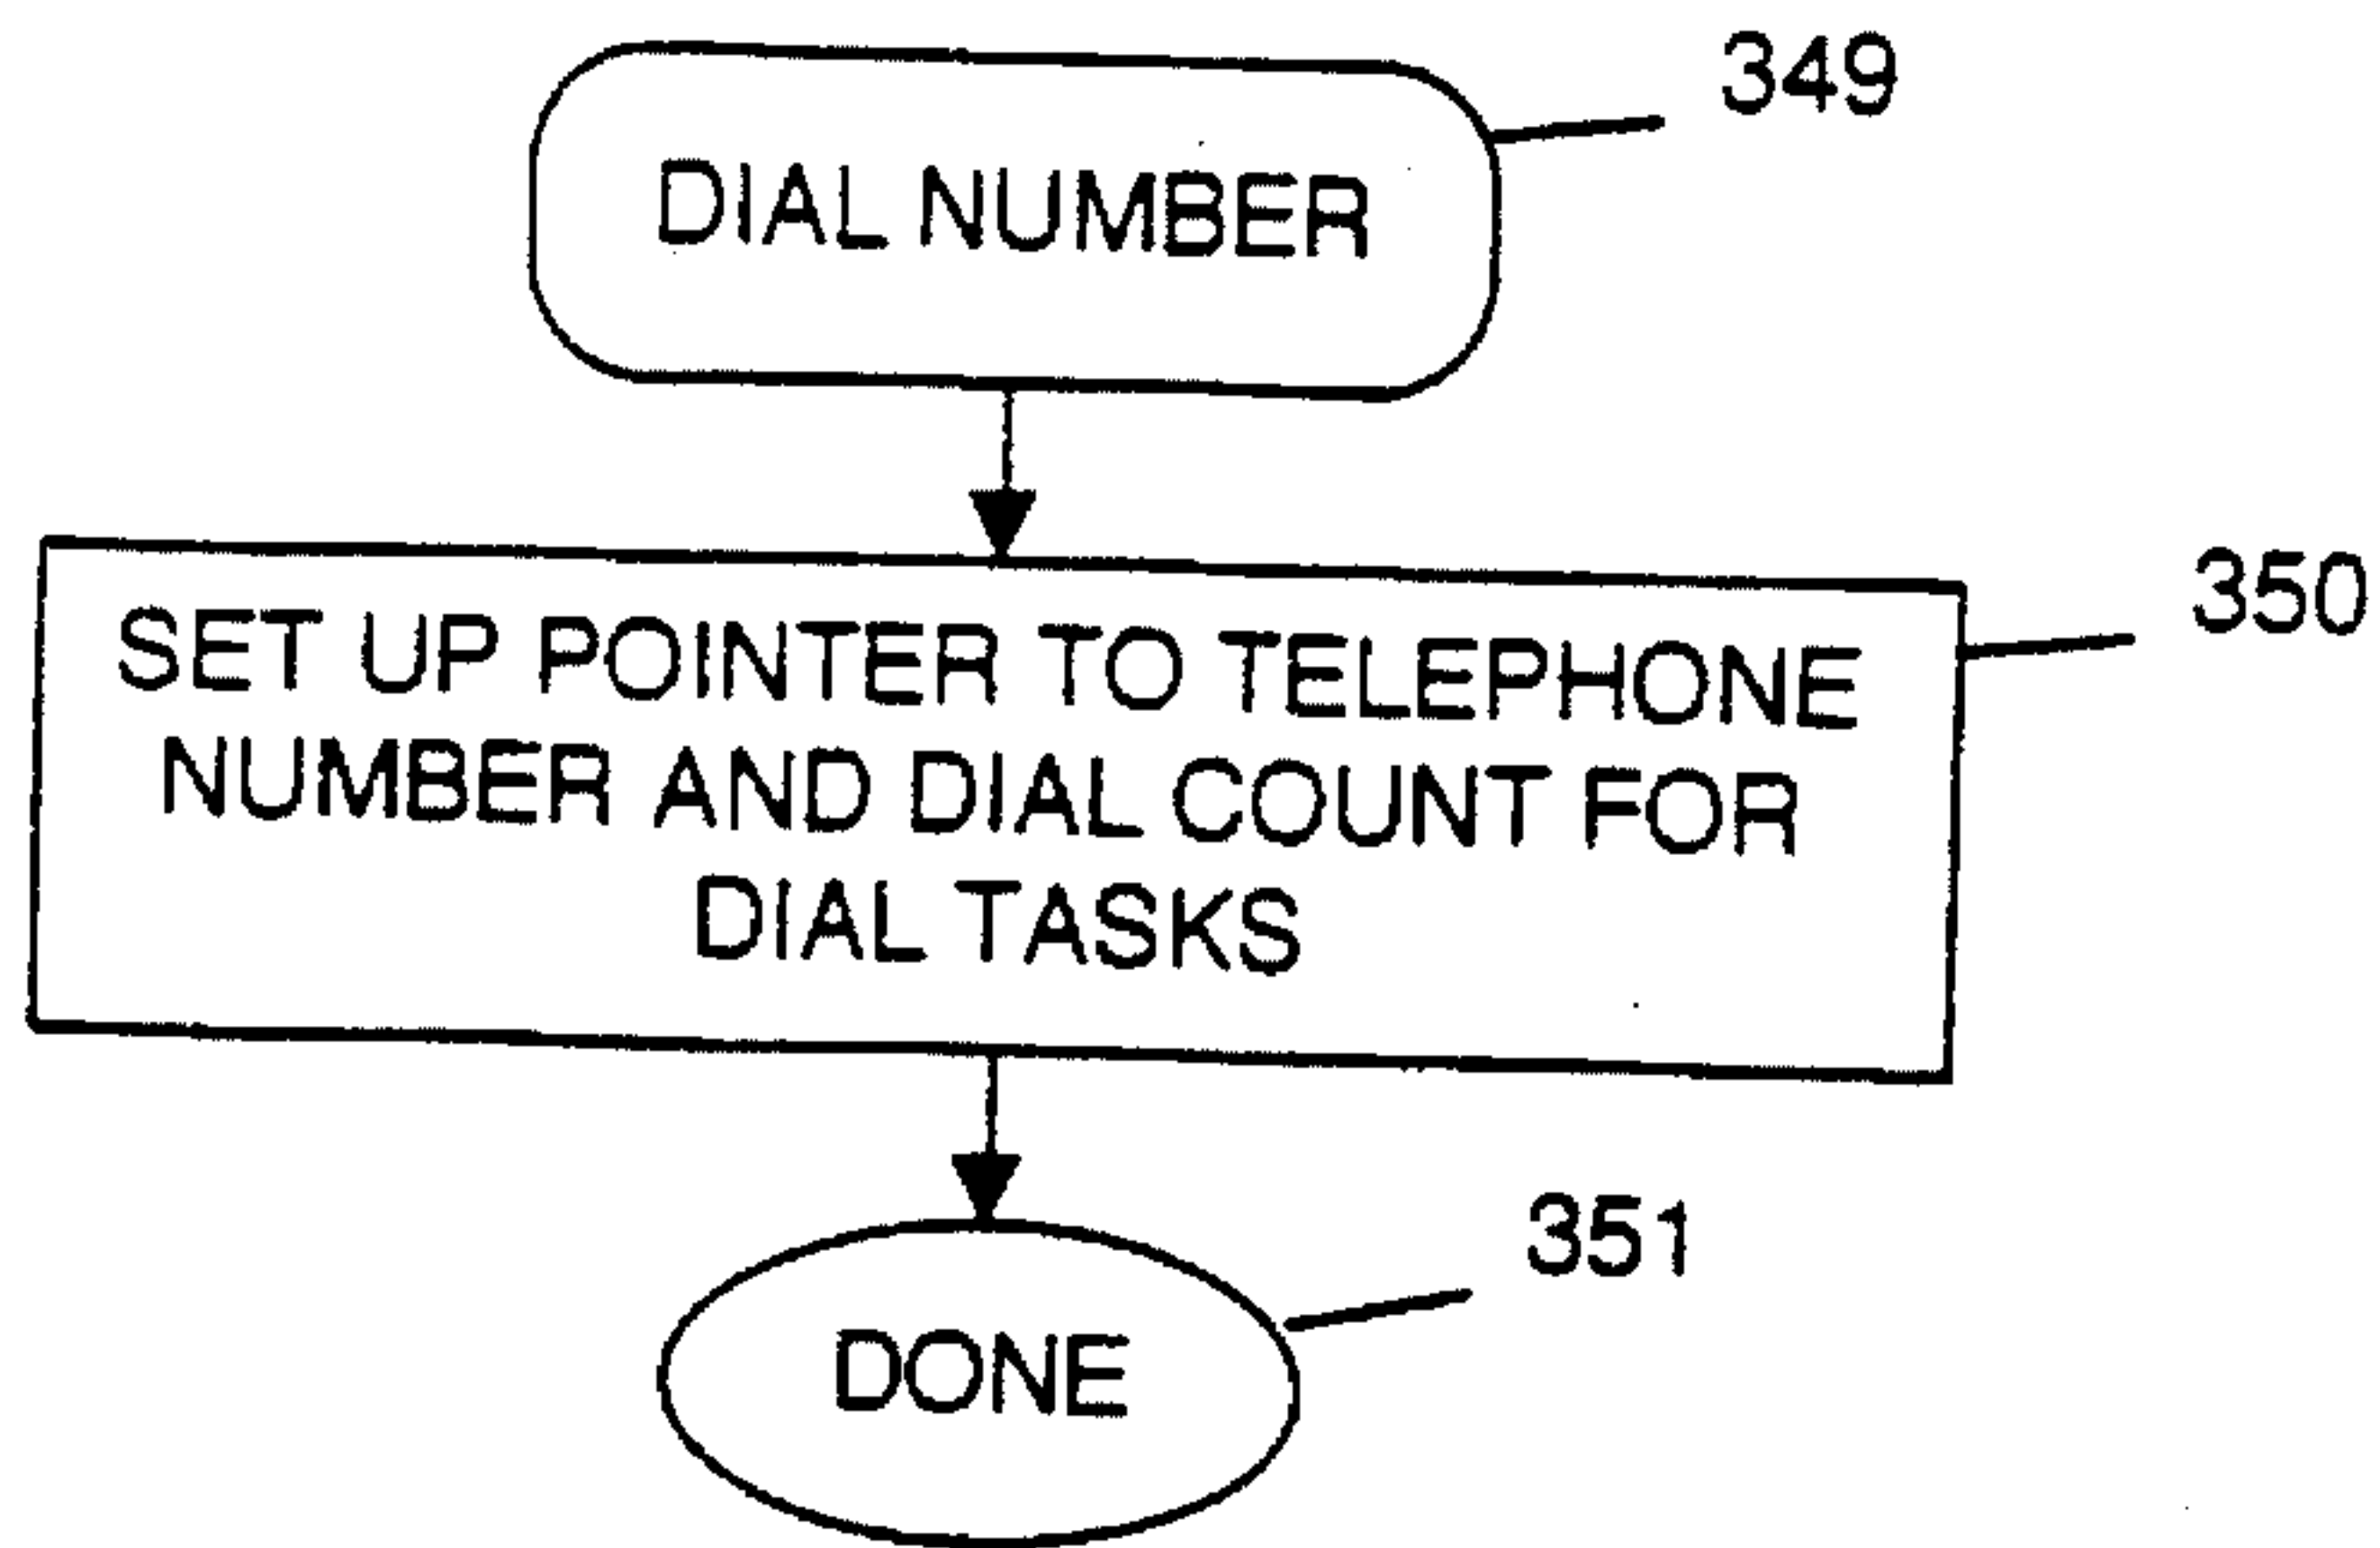 349
DIAL NUMBER
350
SET UP POINTER TO TELEPHONE
NUMBER AND DIAL COUNT FOR
DIAL TASKS
351
DONE